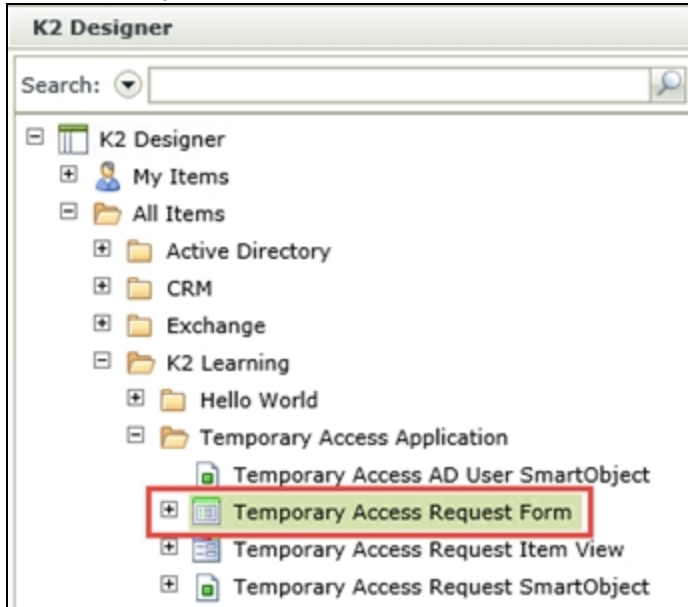 K2 Designer
Search:
K2 Designer
My Items
All Items
Active Directory
CRM
Exchange
K2 Learning
Hello World
Temporary Access Application
Temporary Access AD User SmartObject
Temporary Access Request Form
Temporary Access Request Item View
Temporary Access Request SmartObject